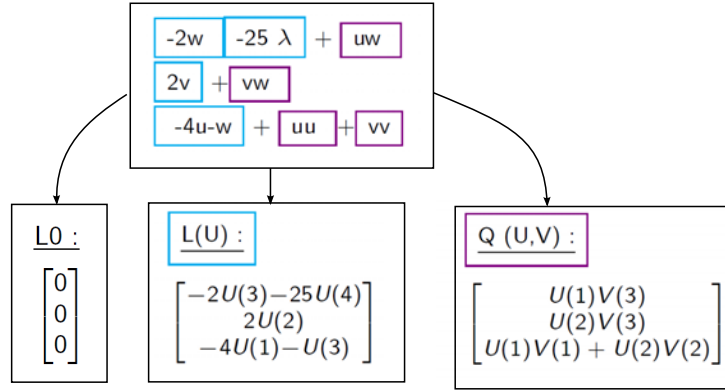 -2w -25 λ + uw
2v + vw
-4u-w + uu + vv
L0 :
0
0
0
L(U) :
−2U(3)−25U(4)
2U(2)
−4U(1)−U(3)
Q (U,V) :
U(1)V(3)
U(2)V(3)
U(1)V(1) + U(2)V(2)